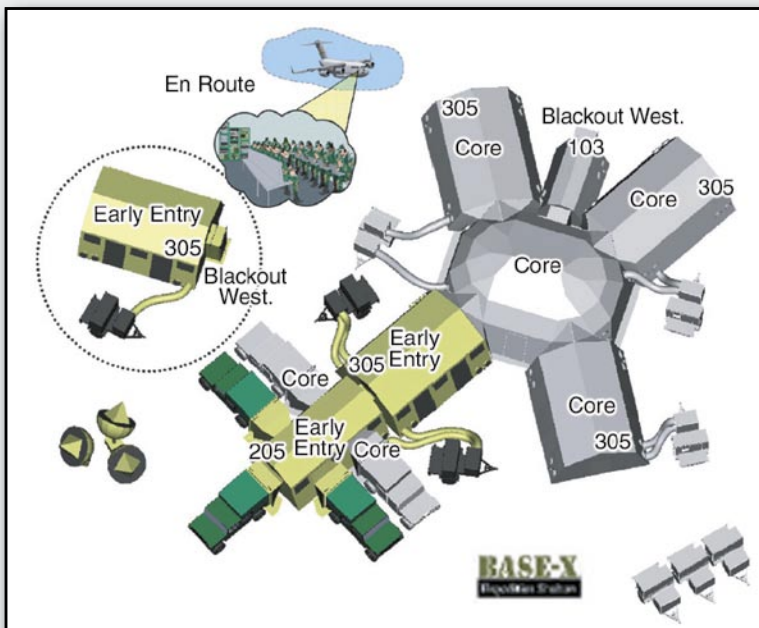 En Route
305
Core
Blackout West.
103
Core
305
Early Entry
305
Blackout
West.
Core
Early
Entry
305
Core
Early
Entry
205
Core
Core
305
BASE-X